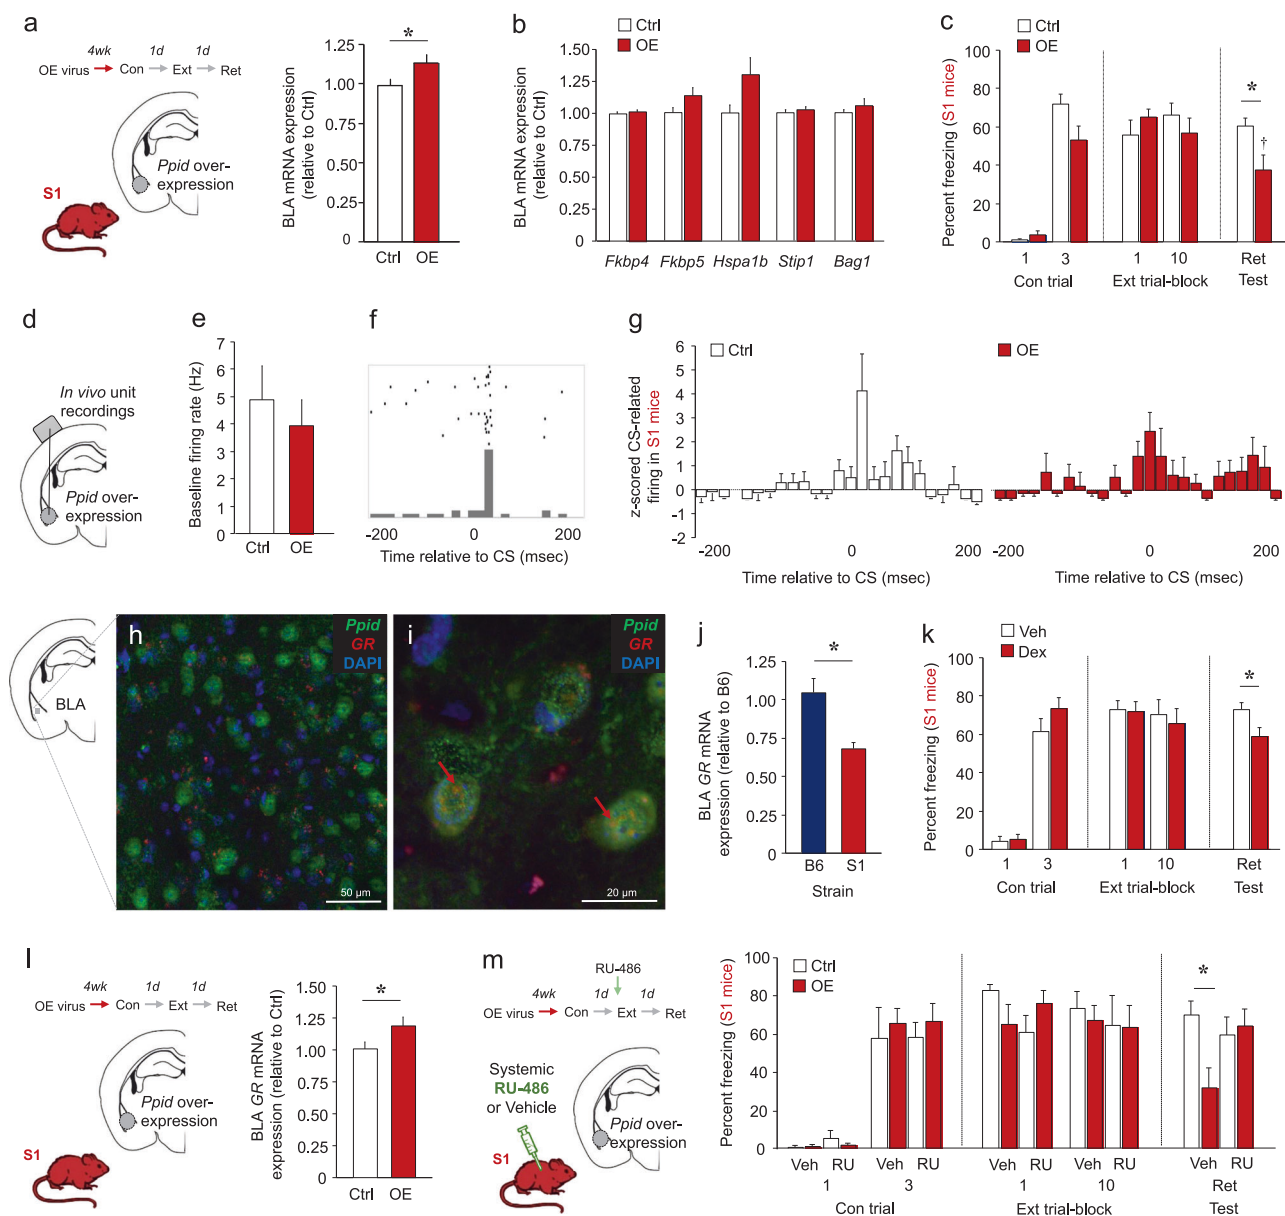 a
4wk 1d 1d
OE virus Con Ext Ret
Ppid over-
expression
S1
BLA mRNA expression
(relative to Ctrl)
1.25
1.00
0.75
0.50
0.25
0
*
Ctrl OE
b
Ctrl
OE
BLA mRNA expression
(relative to Ctrl)
1.50
1.25
1.00
0.75
0.50
0.25
0
Fkbp4 Fkbp5 Hspa1b Stip1 Bag1
c
Ctrl
OE
Percent freezing (S1 mice)
100
80
60
40
20
0
*
†
1 3 1 10 Ret
Con trial Ext trial-block Test
d
In vivo unit
recordings
Ppid over-
expression
e
Baseline firing rate (Hz)
7
6
5
4
3
2
1
0
Ctrl OE
f
-200 0 200
Time relative to CS (msec)
g
Ctrl
OE
z-scored CS-related
firing in S1 mice
6
5
4
3
2
1
0
-1
-2
-200 0 200
Time relative to CS (msec)
-200 0 200
Time relative to CS (msec)
BLA
h
Ppid
GR
DAPI
50 µm
i
Ppid
GR
DAPI
20 µm
j
BLA GR mRNA
expression (relative to B6)
1.25
1.00
0.75
0.50
0.25
0
*
B6 S1
Strain
k
Veh
Dex
Percent freezing (S1 mice)
100
80
60
40
20
0
*
1 3 1 10 Ret
Con trial Ext trial-block Test
l
4wk 1d 1d
OE virus Con Ext Ret
Ppid over-
expression
S1
BLA GR mRNA
expression (relative to Ctrl)
1.50
1.25
1.00
0.75
0.50
0.25
0
*
Ctrl OE
m
RU-486
4wk 1d 1d
OE virus Con Ext Ret
Systemic
RU-486
or Vehicle
Ppid over-
expression
S1
Ctrl
OE
Percent freezing (S1 mice)
100
80
60
40
20
0
*
Veh RU Veh RU Veh RU Veh RU Veh RU
1 3 1 10 Ret
Con trial Ext trial-block Test